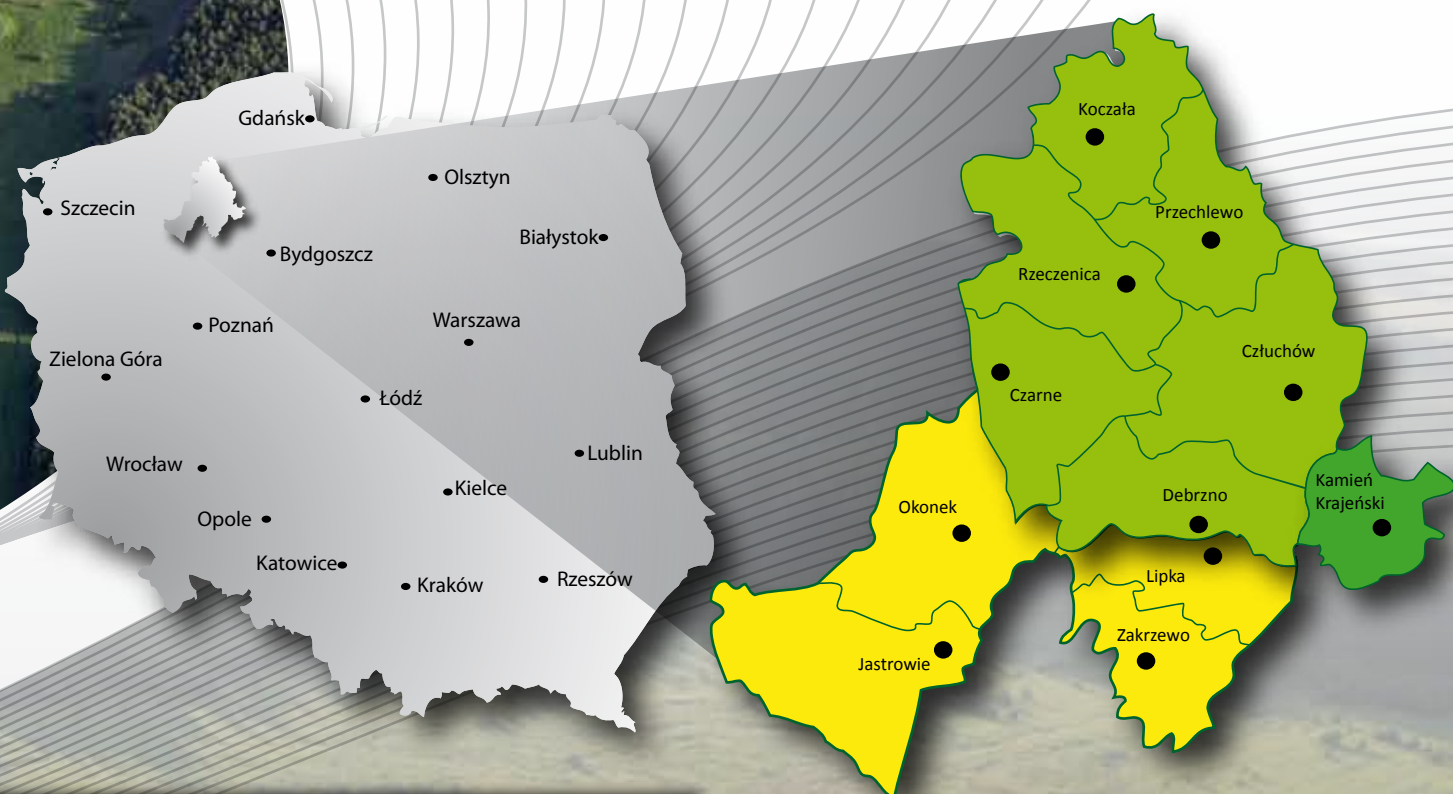 Gdańsk
Olsztyn
Szczecin
Białystok
Bydgoszcz
Poznań
Warszawa
Zielona Góra
Łódź
Lublin
Wrocław
Kielce
Opole
Katowice
Kraków
Rzeszów
Koczała
Przechlewo
Rzeczenica
Człuchów
Czarne
Kamień
Krajeński
Debrzno
Okonek
Lipka
Zakrzewo
Jastrowie